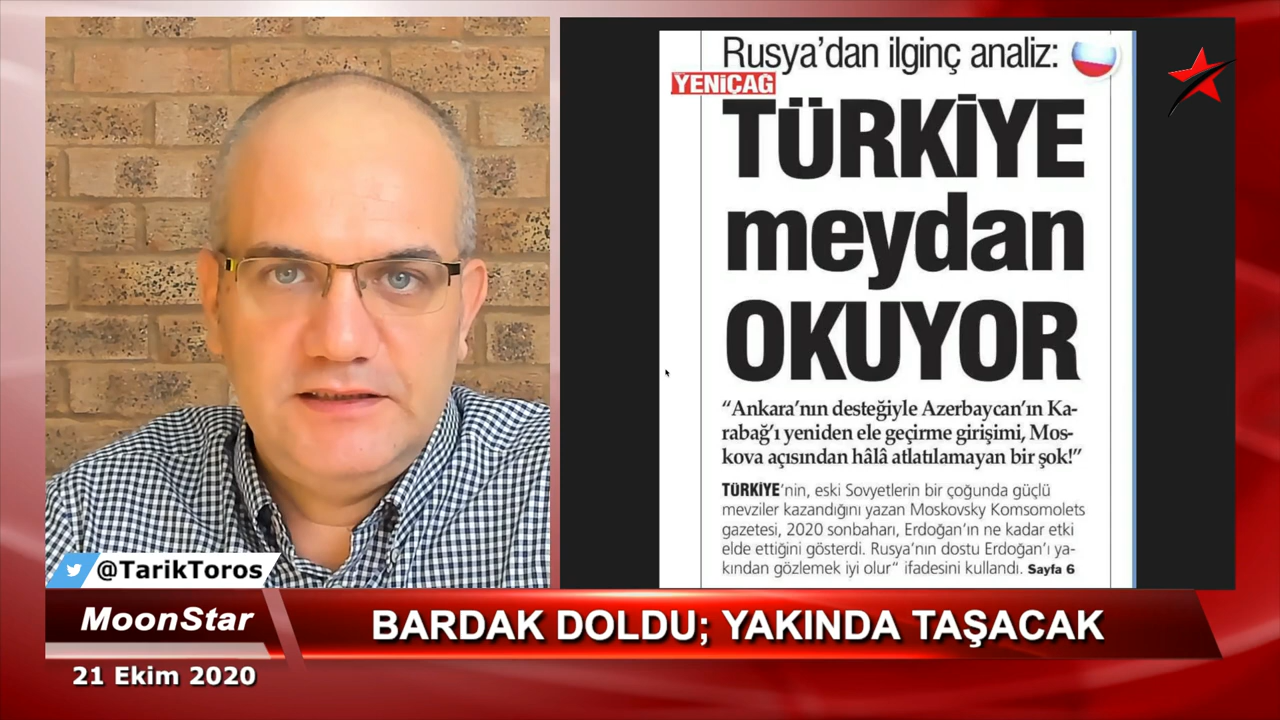 Rusya'dan ilginç analiz:
YENİÇAĞ
TÜRKİYE
meydan
OKUYOR
“Ankara'nın desteğiyle Azerbaycan'ın Ka-
rabağ'ı yeniden ele geçirme girişimi, Mos-
kova açısından hâlâ atlatılamayan bir şok!”
TÜRKİYE'nin, eski Sovyetlerin bir çoğunda güçlü
mevziler kazandığını yazan Moskovsky Komsomolets
gazetesi, 2020 sonbaharı, Erdoğan'ın ne kadar etki
elde ettiğini gösterdi. Rusya'nın dostu Erdoğan'ı ya-
kından gözlemek iyi olur“ ifadesini kullandı. Sayfa 6
@TarikToros
MoonStar
BARDAK DOLDU; YAKINDA TAŞACAK
21 Ekim 2020